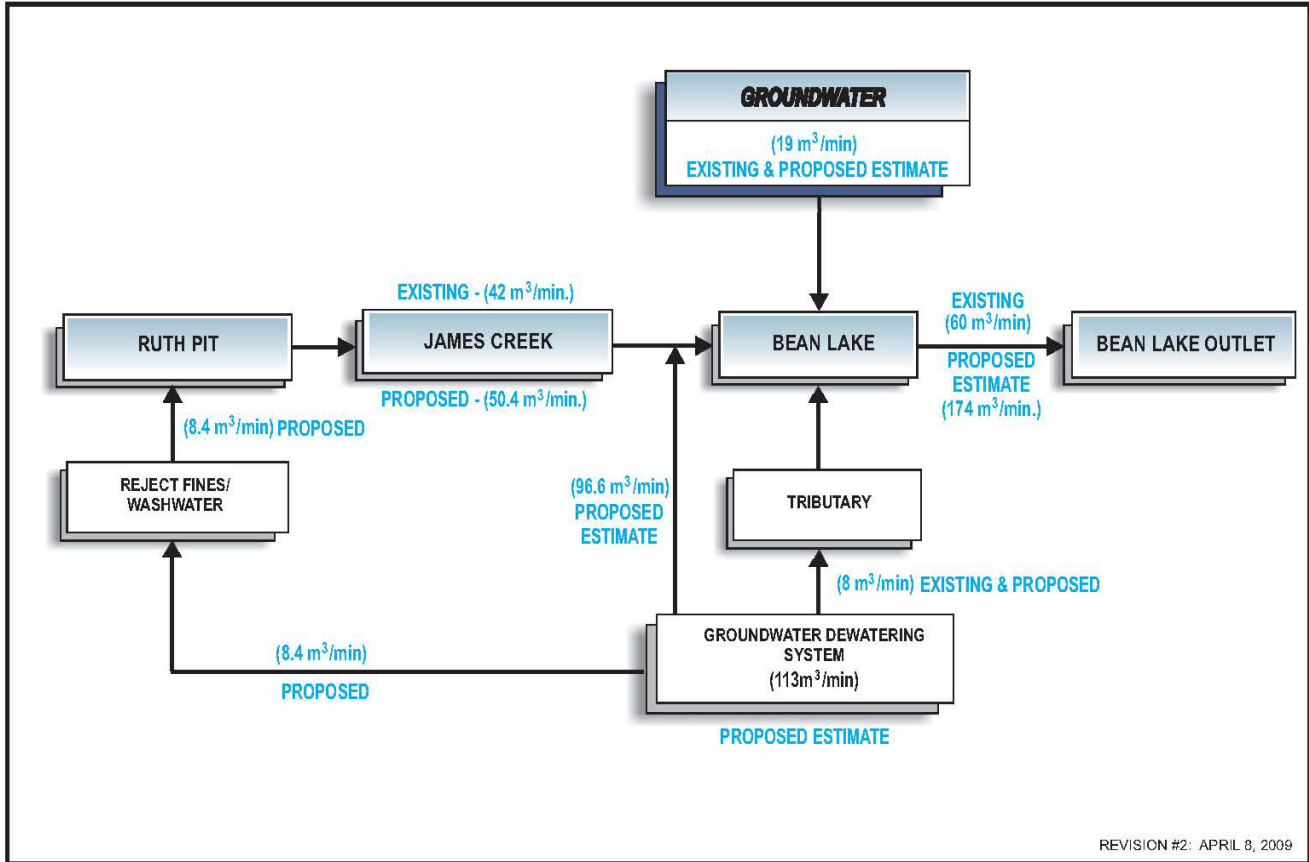 GROUNDWATER
(19 m³/min)
EXISTING & PROPOSED ESTIMATE
EXISTING - (42 m³/min.)
RUTH PIT
JAMES CREEK
PROPOSED - (50.4 m³/min.)
BEAN LAKE
EXISTING
(60 m³/min)
PROPOSED
ESTIMATE
(174 m³/min.)
BEAN LAKE OUTLET
(8.4 m³/min) PROPOSED
REJECT FINES/
WASHWATER
(96.6 m³/min)
PROPOSED
ESTIMATE
TRIBUTARY
(8 m³/min) EXISTING & PROPOSED
(8.4 m³/min)
PROPOSED
GROUNDWATER DEWATERING
SYSTEM
(113m³/min)
PROPOSED ESTIMATE
REVISION #2: APRIL 8, 2009